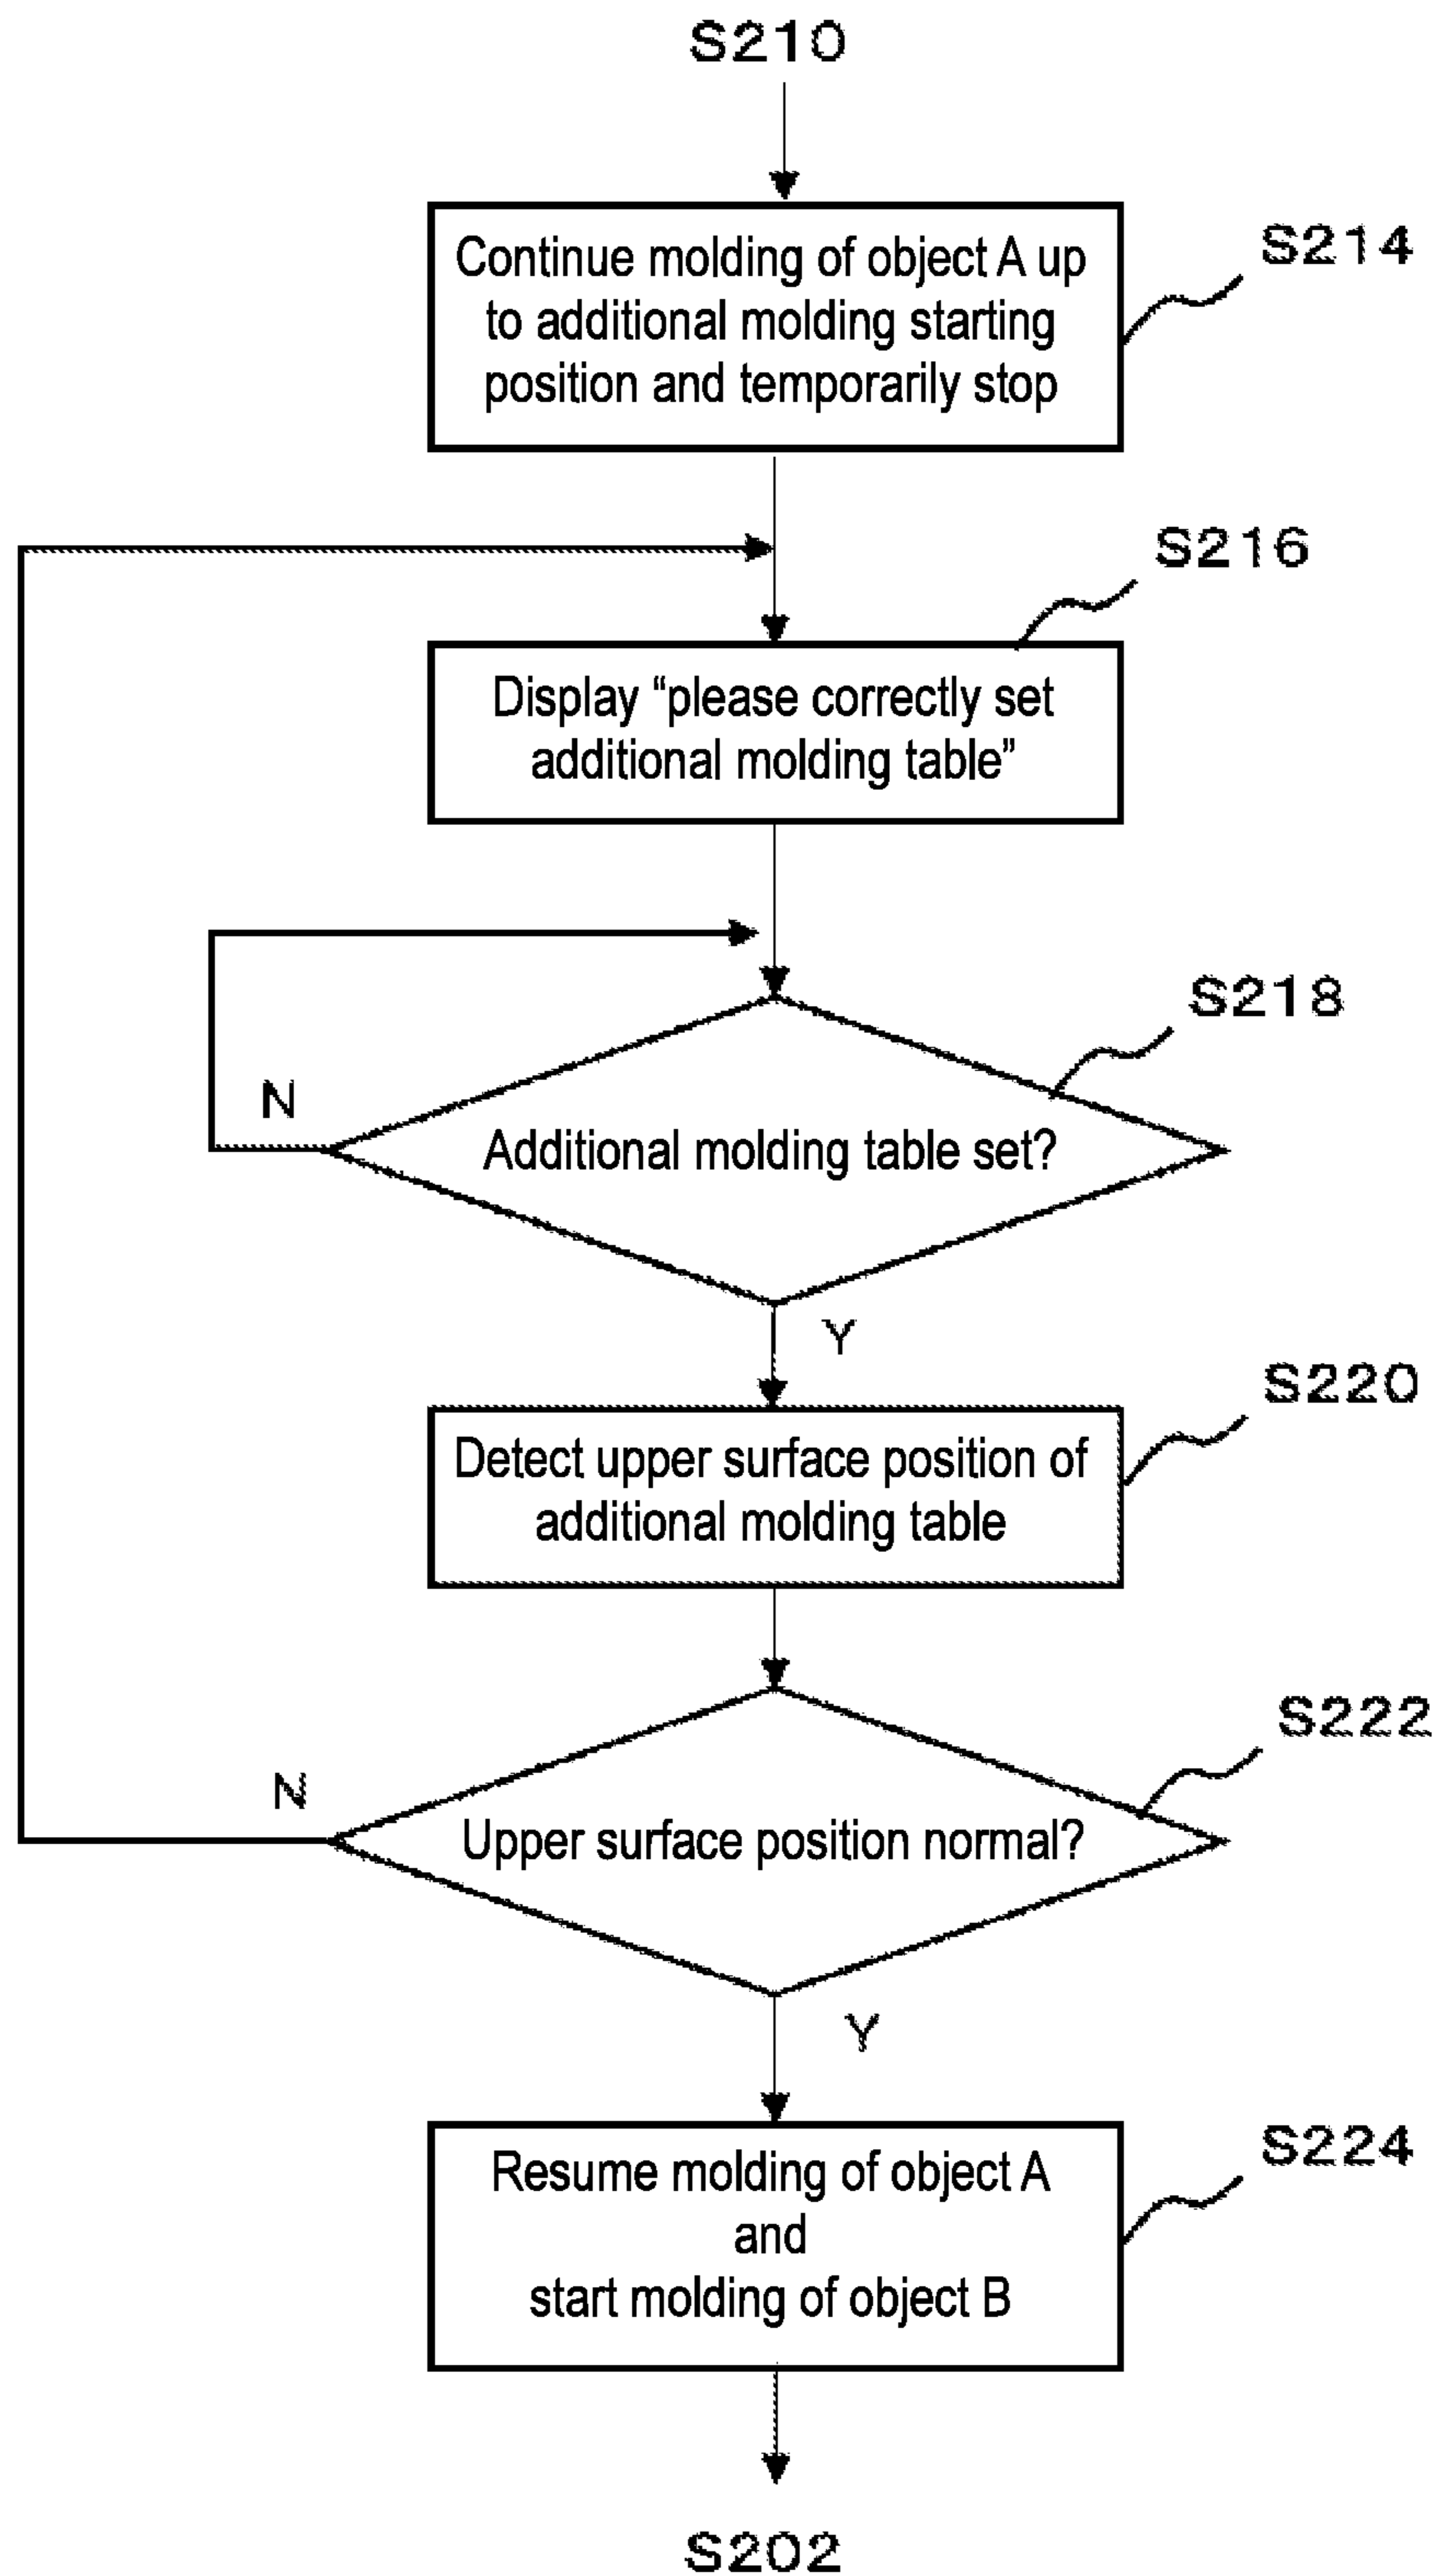 S210
Continue molding of object A up
to additional molding starting
position and temporarily stop
S214
S216
Display “please correctly set
additional molding table”
S218
N
Additional molding table set?
Y
S220
Detect upper surface position of
additional molding table
S222
N
Upper surface position normal?
Y
S224
Resume molding of object A
and
start molding of object B
S202